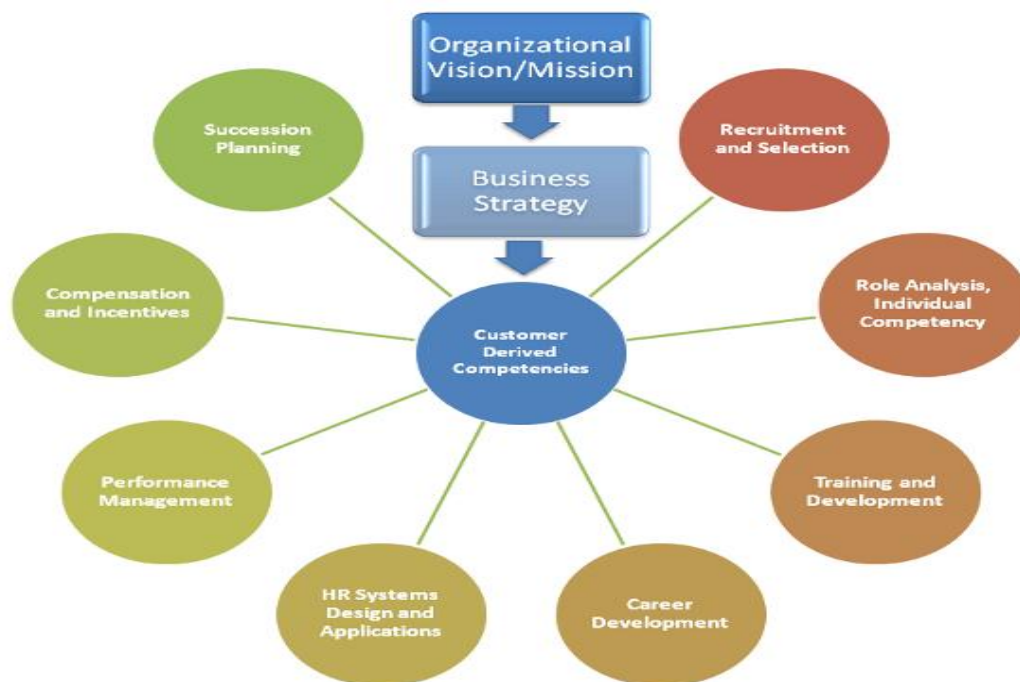 Organizational
Vision/Mission
Business
Strategy
Customer
Derived
Competencies
Recruitment
and Selection
Role Analysis,
Individual
Competency
Training and
Development
Career
Development
HR Systems
Design and
Applications
Performance
Management
Compensation
and Incentives
Succession
Planning